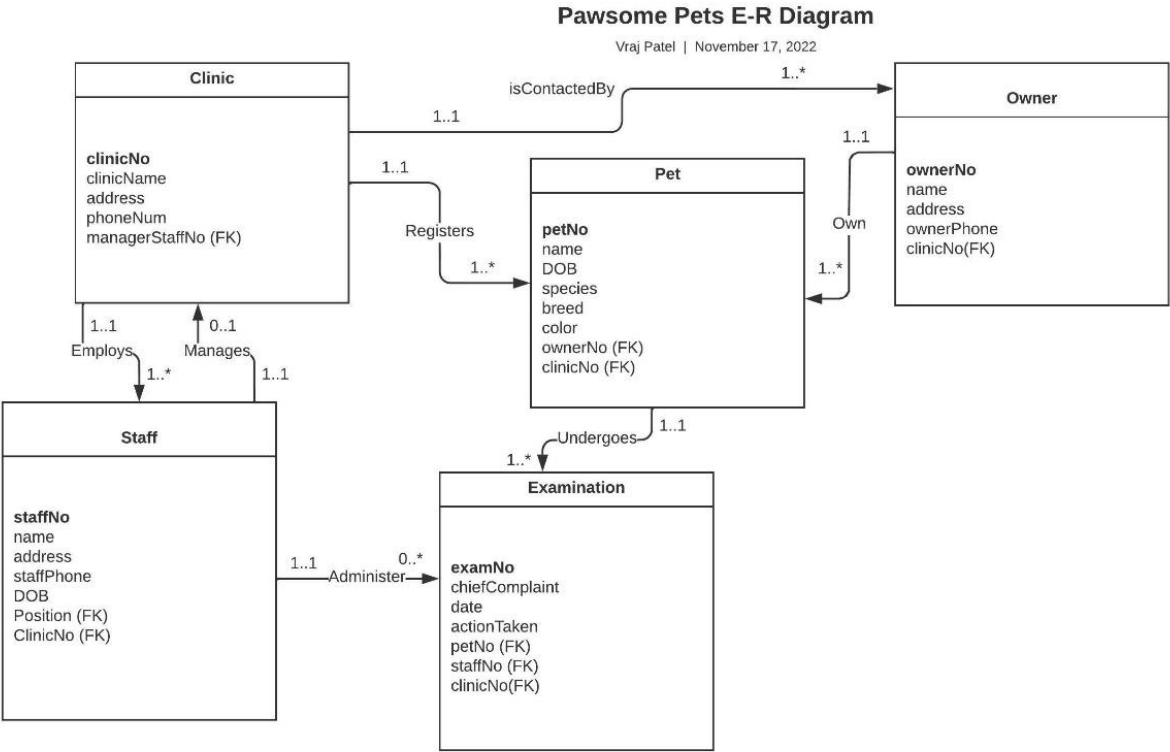 Pawsome Pets E-R Diagram
Vraj Patel | November 17, 2022
Clinic
clinicNo
clinicName
address
phoneNum
managerStaffNo (FK)
isContactedBy
1..1
1..*
Owner
ownerNo
name
address
ownerPhone
clinicNo(FK)
1..1
Registers
1..*
Pet
petNo
name
DOB
species
breed
color
ownerNo (FK)
clinicNo (FK)
1..1
Own
1..*
1..1
Employs
1..*
0..1
Manages
1..1
Staff
staffNo
name
address
staffPhone
DOB
Position (FK)
ClinicNo (FK)
1..1
Undergoes
1..*
1..1
Administer
0..*
Examination
examNo
chiefComplaint
date
actionTaken
petNo (FK)
staffNo (FK)
clinicNo(FK)